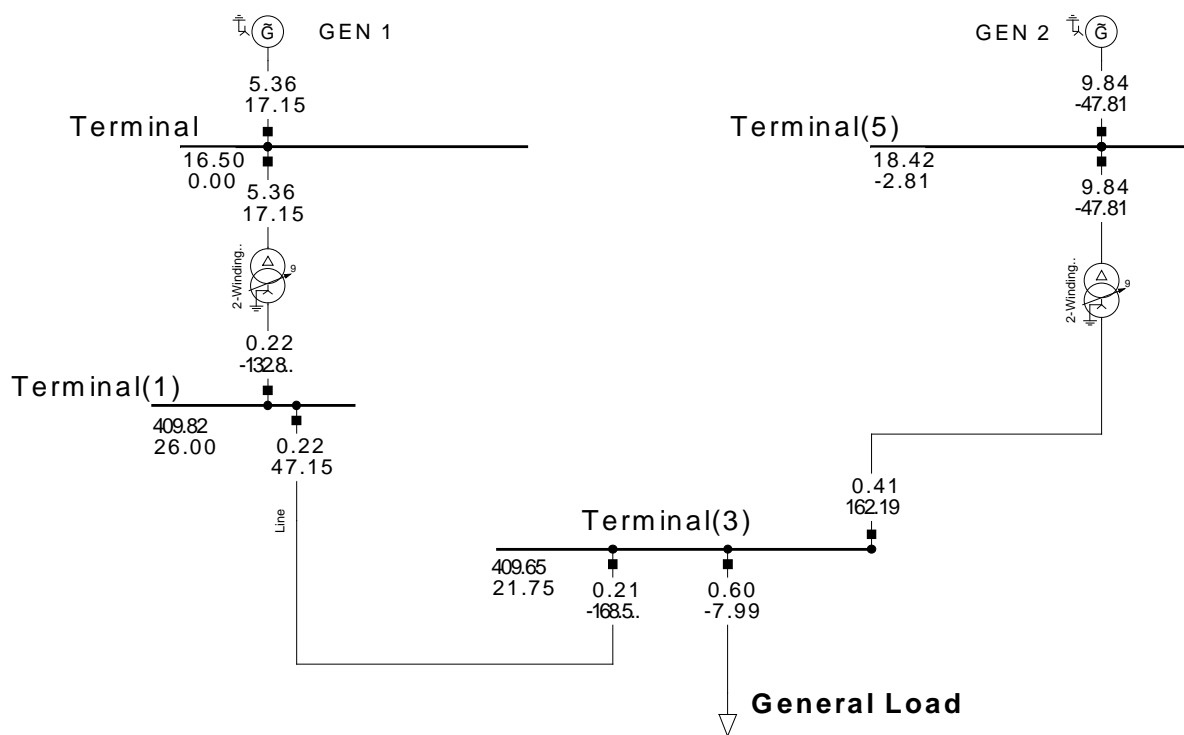 G̃
GEN 1
GEN 2
G̃
5.36
17.15
9.84
-47.81
Terminal
Terminal(5)
16.50
0.00
18.42
-2.81
5.36
17.15
9.84
-47.81
2-Winding..
9
2-Winding..
9
0.22
-132.8..
Terminal(1)
409.82
26.00
0.22
47.15
Line
0.41
162.19
Terminal(3)
409.65
21.75
0.21
-168.5..
0.60
-7.99
General Load